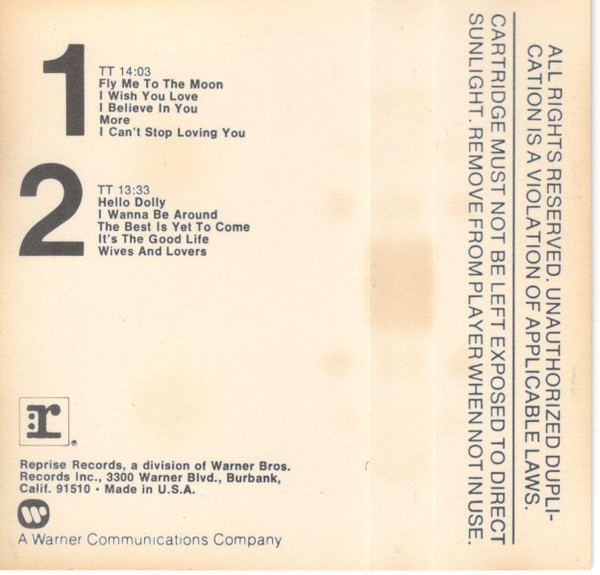 1
TT 14:03
Fly Me To The Moon
I Wish You Love
I Believe In You
More
I Can't Stop Loving You
2
TT 13:33
Hello Dolly
I Wanna Be Around
The Best Is Yet To Come
It's The Good Life
Wives And Lovers
:r®
Reprise Records, a division of Warner Bros.
Records Inc., 3300 Warner Blvd., Burbank,
Calif. 91510 • Made in U.S.A.
A Warner Communications Company
ALL RIGHTS RESERVED. UNAUTHORIZED DUPLI-
CATION IS A VIOLATION OF APPLICABLE LAWS.
CARTRIDGE MUST NOT BE LEFT EXPOSED TO DIRECT
SUNLIGHT. REMOVE FROM PLAYER WHEN NOT IN USE.